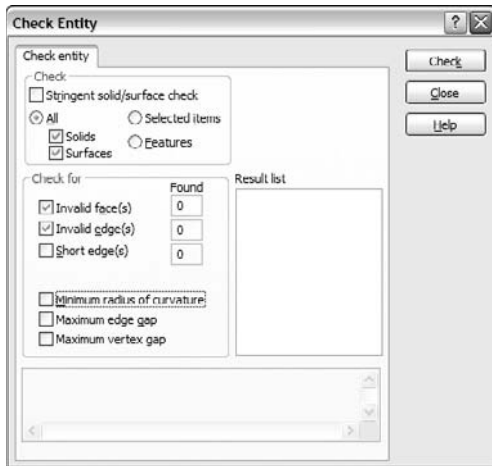 Check Entity
Check entity
Check
Stringent solid/surface check
All
Selected items
Solids
Features
Surfaces
Check for
Found
Invalid face(s)
0
Invalid edge(s)
0
Short edge(s)
0
Minimum radius of curvature
Maximum edge gap
Maximum vertex gap
Result list
Check
Close
Help